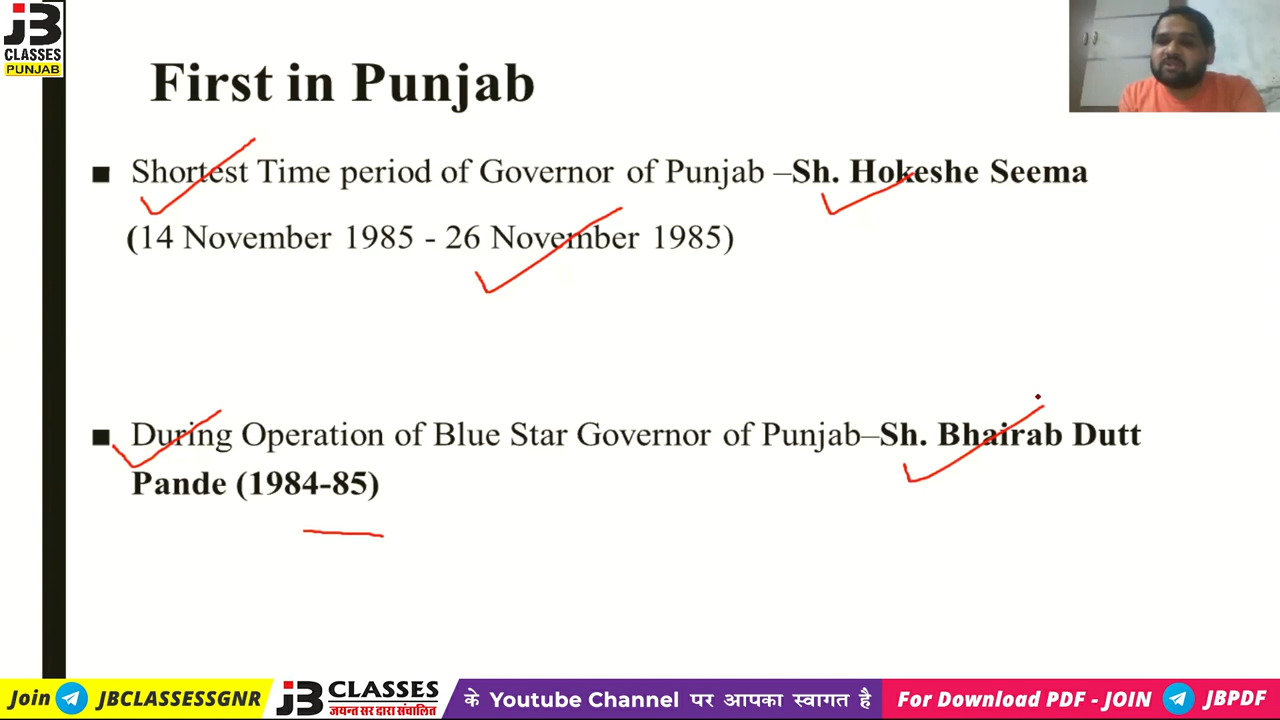 JB
CLASSES
PUNJAB
First in Punjab
■ Shortest Time period of Governor of Punjab –Sh. Hokeshe Seema
(14 November 1985 - 26 November 1985)
■ During Operation of Blue Star Governor of Punjab–Sh. Bhairab Dutt
Pande (1984-85)
Join JBCLASSESSGNR
JB CLASSES
जयन्त सर द्वारा संचालित
के Youtube Channel पर आपका स्वागत है
For Download PDF - JOIN JBPDF